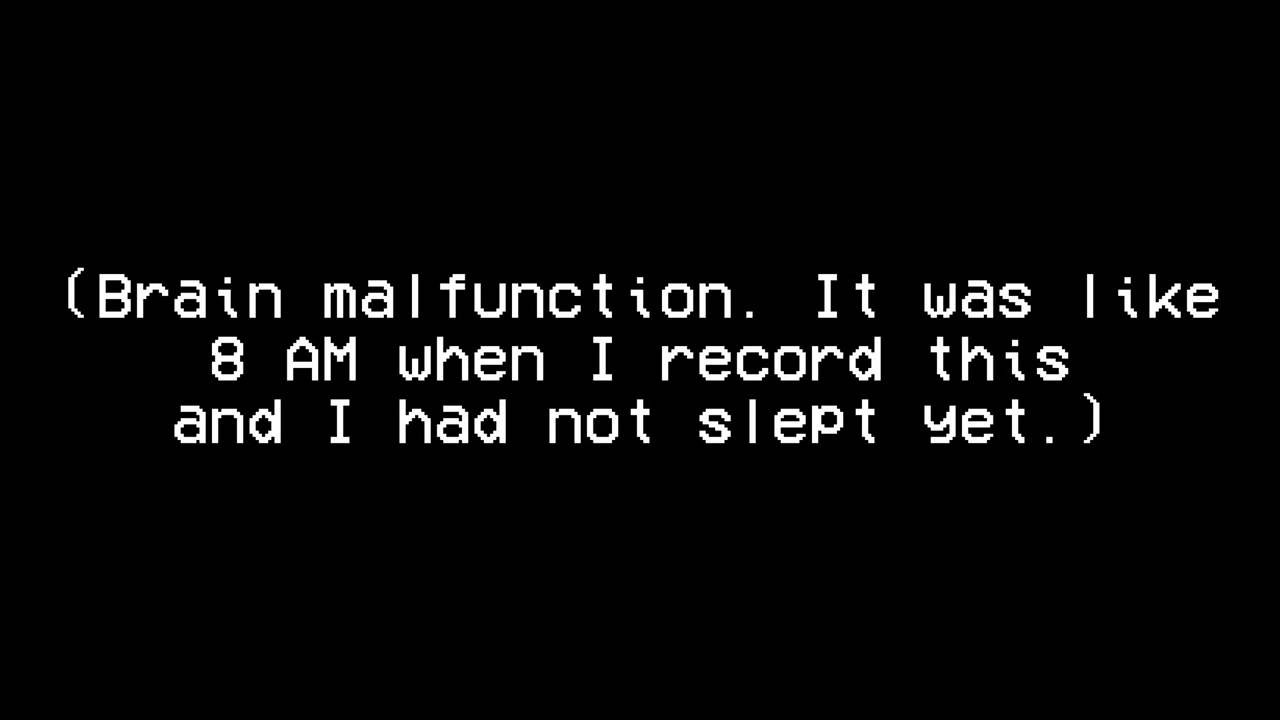 (Brain malfunction. It was like
8 AM when I record this
and I had not slept yet.)